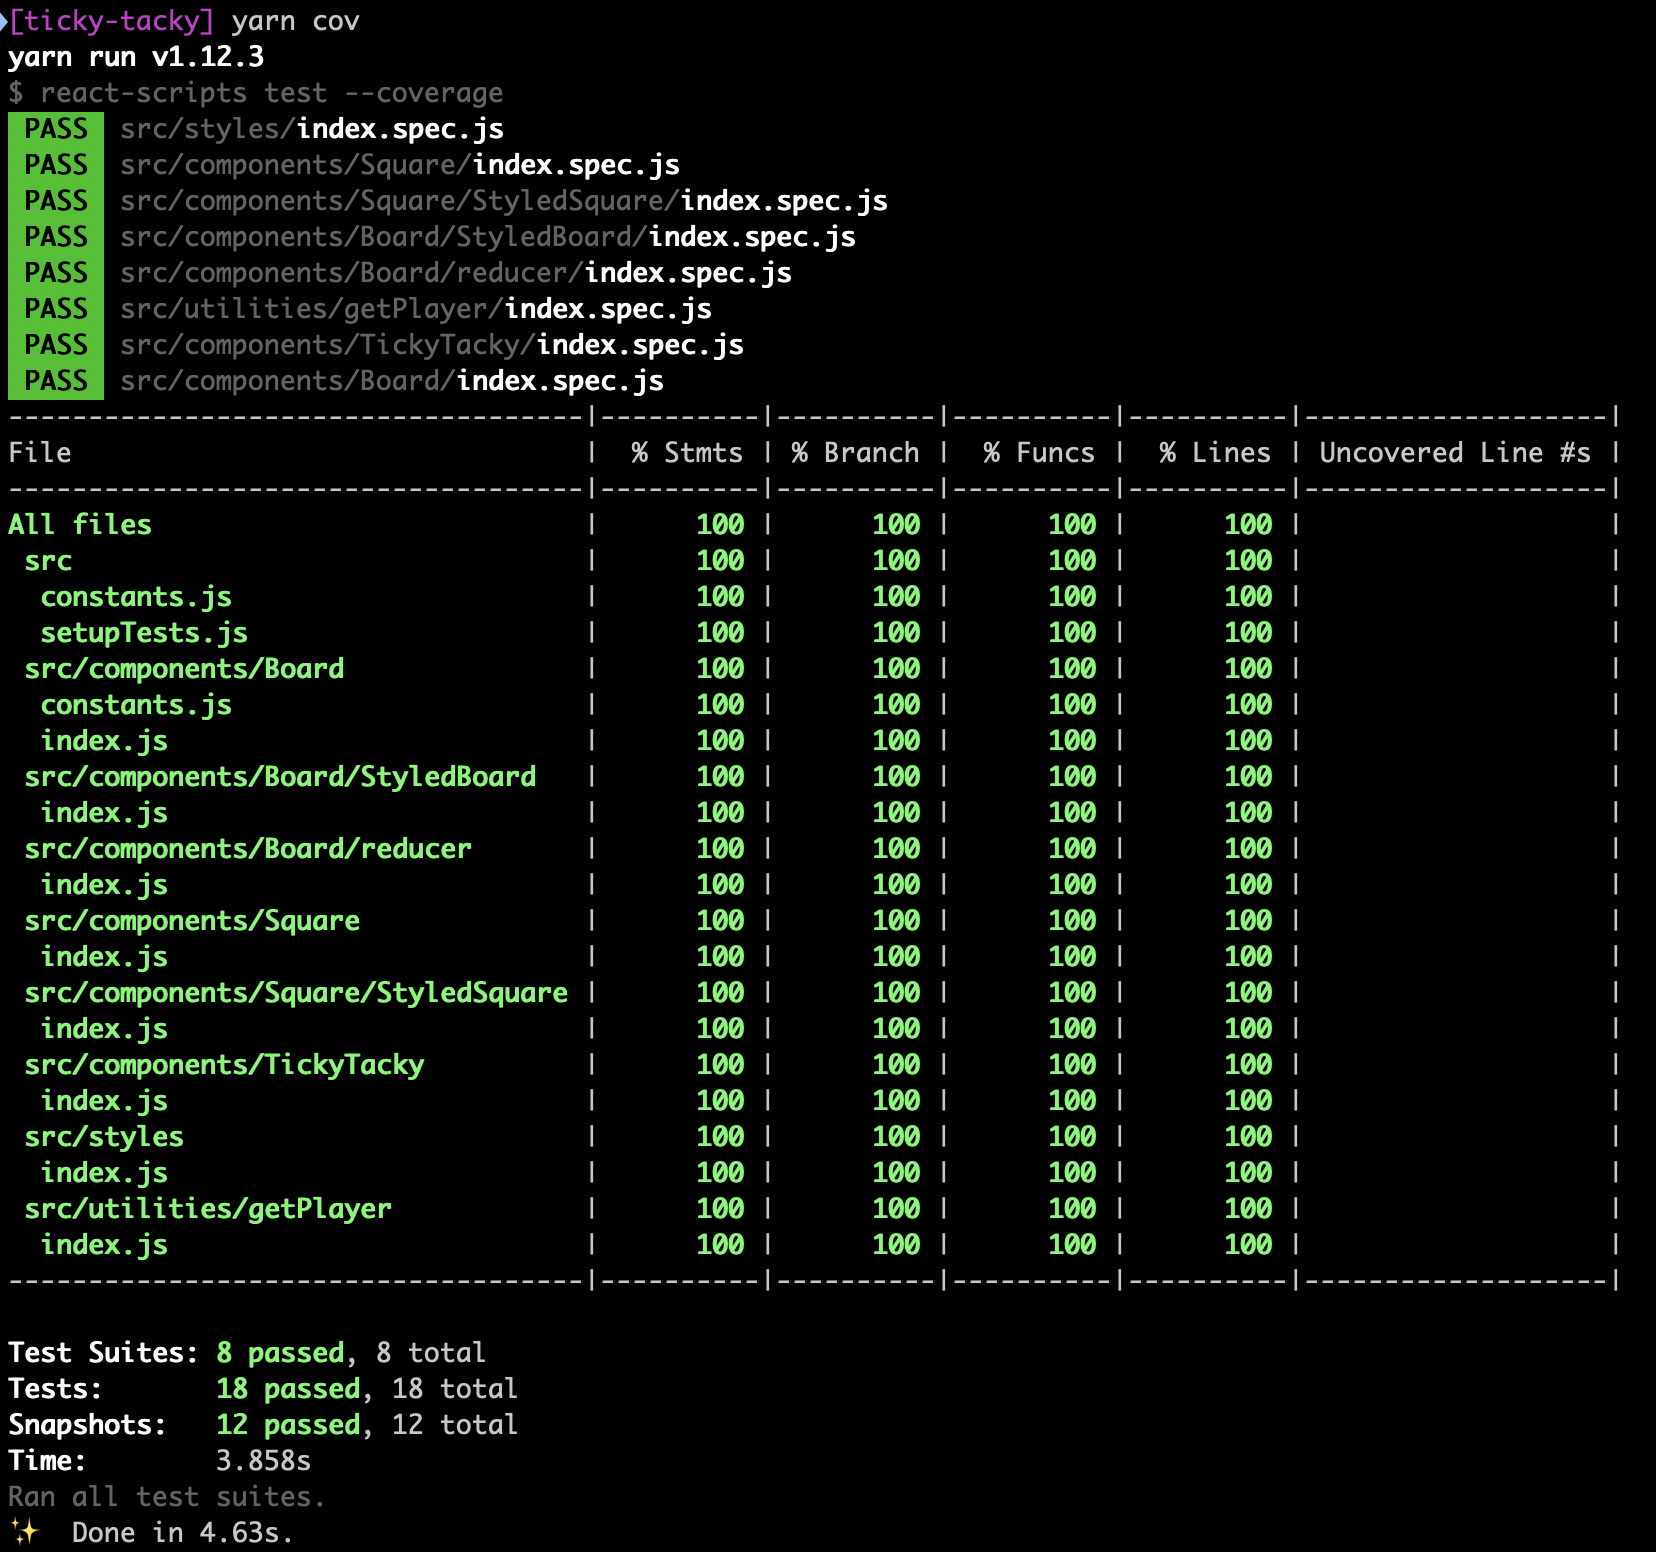 [ticky-tacky] yarn cov
yarn run v1.12.3
$ react-scripts test --coverage
PASS src/styles/index.spec.js
PASS src/components/Square/index.spec.js
PASS src/components/Square/StyledSquare/index.spec.js
PASS src/components/Board/StyledBoard/index.spec.js
PASS src/components/Board/reducer/index.spec.js
PASS src/utilities/getPlayer/index.spec.js
PASS src/components/TickyTacky/index.spec.js
PASS src/components/Board/index.spec.js
------------------------------------|----------|----------|----------|----------|-------------------|
File                                |  % Stmts | % Branch |  % Funcs |  % Lines | Uncovered Line #s |
------------------------------------|----------|----------|----------|----------|-------------------|
All files                           |      100 |      100 |      100 |      100 |                   |
 src                                |      100 |      100 |      100 |      100 |                   |
  constants.js                      |      100 |      100 |      100 |      100 |                   |
  setupTests.js                     |      100 |      100 |      100 |      100 |                   |
 src/components/Board               |      100 |      100 |      100 |      100 |                   |
  constants.js                      |      100 |      100 |      100 |      100 |                   |
  index.js                          |      100 |      100 |      100 |      100 |                   |
 src/components/Board/StyledBoard   |      100 |      100 |      100 |      100 |                   |
  index.js                          |      100 |      100 |      100 |      100 |                   |
 src/components/Board/reducer       |      100 |      100 |      100 |      100 |                   |
  index.js                          |      100 |      100 |      100 |      100 |                   |
 src/components/Square              |      100 |      100 |      100 |      100 |                   |
  index.js                          |      100 |      100 |      100 |      100 |                   |
 src/components/Square/StyledSquare |      100 |      100 |      100 |      100 |                   |
  index.js                          |      100 |      100 |      100 |      100 |                   |
 src/components/TickyTacky          |      100 |      100 |      100 |      100 |                   |
  index.js                          |      100 |      100 |      100 |      100 |                   |
 src/styles                         |      100 |      100 |      100 |      100 |                   |
  index.js                          |      100 |      100 |      100 |      100 |                   |
 src/utilities/getPlayer            |      100 |      100 |      100 |      100 |                   |
  index.js                          |      100 |      100 |      100 |      100 |                   |
------------------------------------|----------|----------|----------|----------|-------------------|
Test Suites: 8 passed, 8 total
Tests:       18 passed, 18 total
Snapshots:   12 passed, 12 total
Time:        3.858s
Ran all test suites.
✨  Done in 4.63s.